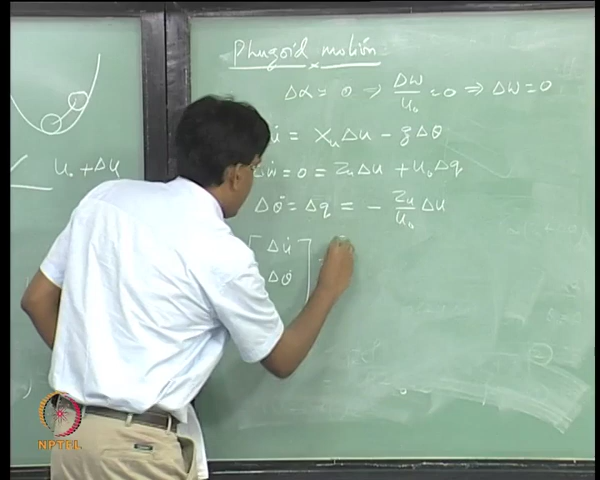 Phugoid motion
Δα = 0 ⇒ Δw/u₀ = 0 ⇒ Δw = 0
u̇ = Xᵤ Δu − g Δθ
ẇ = 0 = Zᵤ Δu + u₀ Δq
u₀ + Δu
Δθ̇ = Δq = − Zᵤ/u₀ Δu
[ Δu̇
Δθ̇ ] =
NPTEL